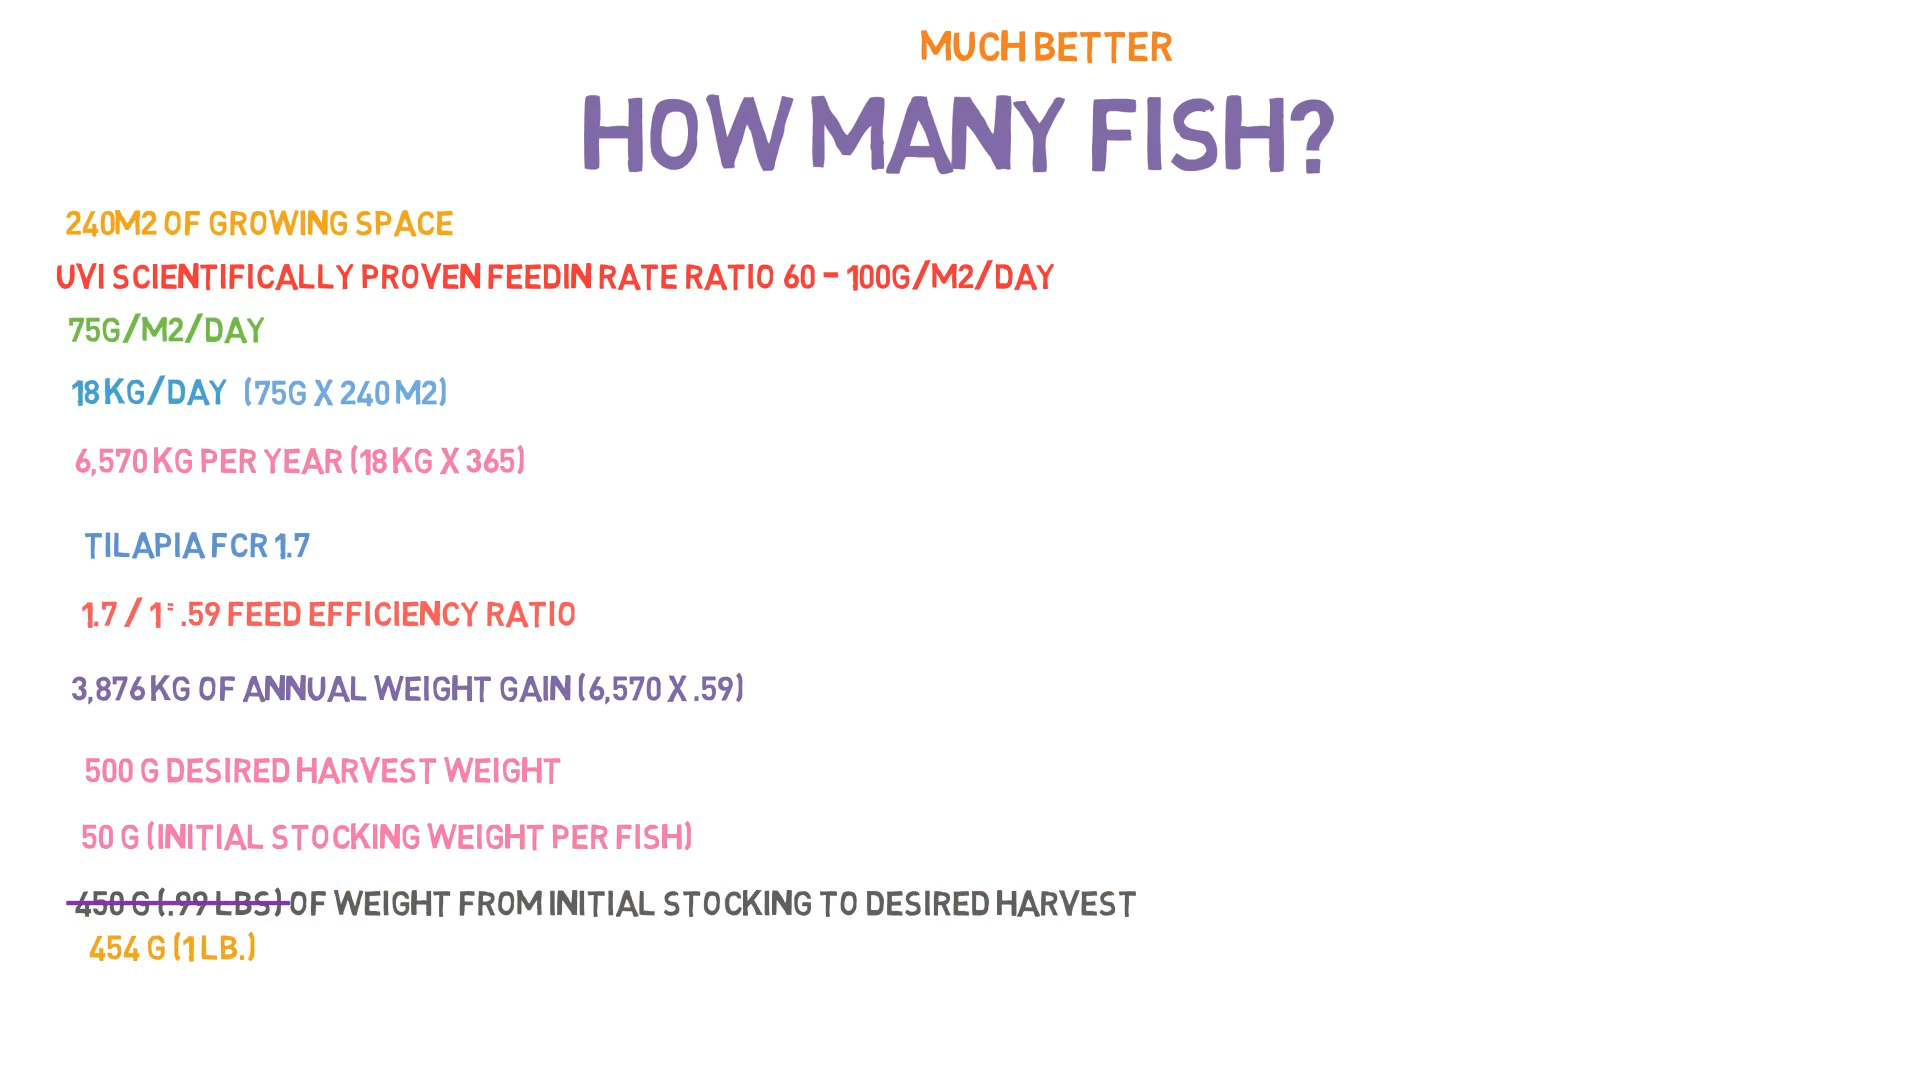 MUCH BETTER
HOW MANY FISH?
240M2 OF GROWING SPACE
UVI SCIENTIFICALLY PROVEN FEEDIN RATE RATIO 60 - 100G/M2/DAY
75G/M2/DAY
18 KG/DAY (75G X 240 M2)
6,570 KG PER YEAR (18 KG X 365)
TILAPIA FCR 1.7
1.7 / 1 = .59 FEED EFFICIENCY RATIO
3,876 KG OF ANNUAL WEIGHT GAIN (6,570 X .59)
500 G DESIRED HARVEST WEIGHT
50 G (INITIAL STOCKING WEIGHT PER FISH)
450 G (.99 LBS) OF WEIGHT FROM INITIAL STOCKING TO DESIRED HARVEST
454 G (1 LB.)